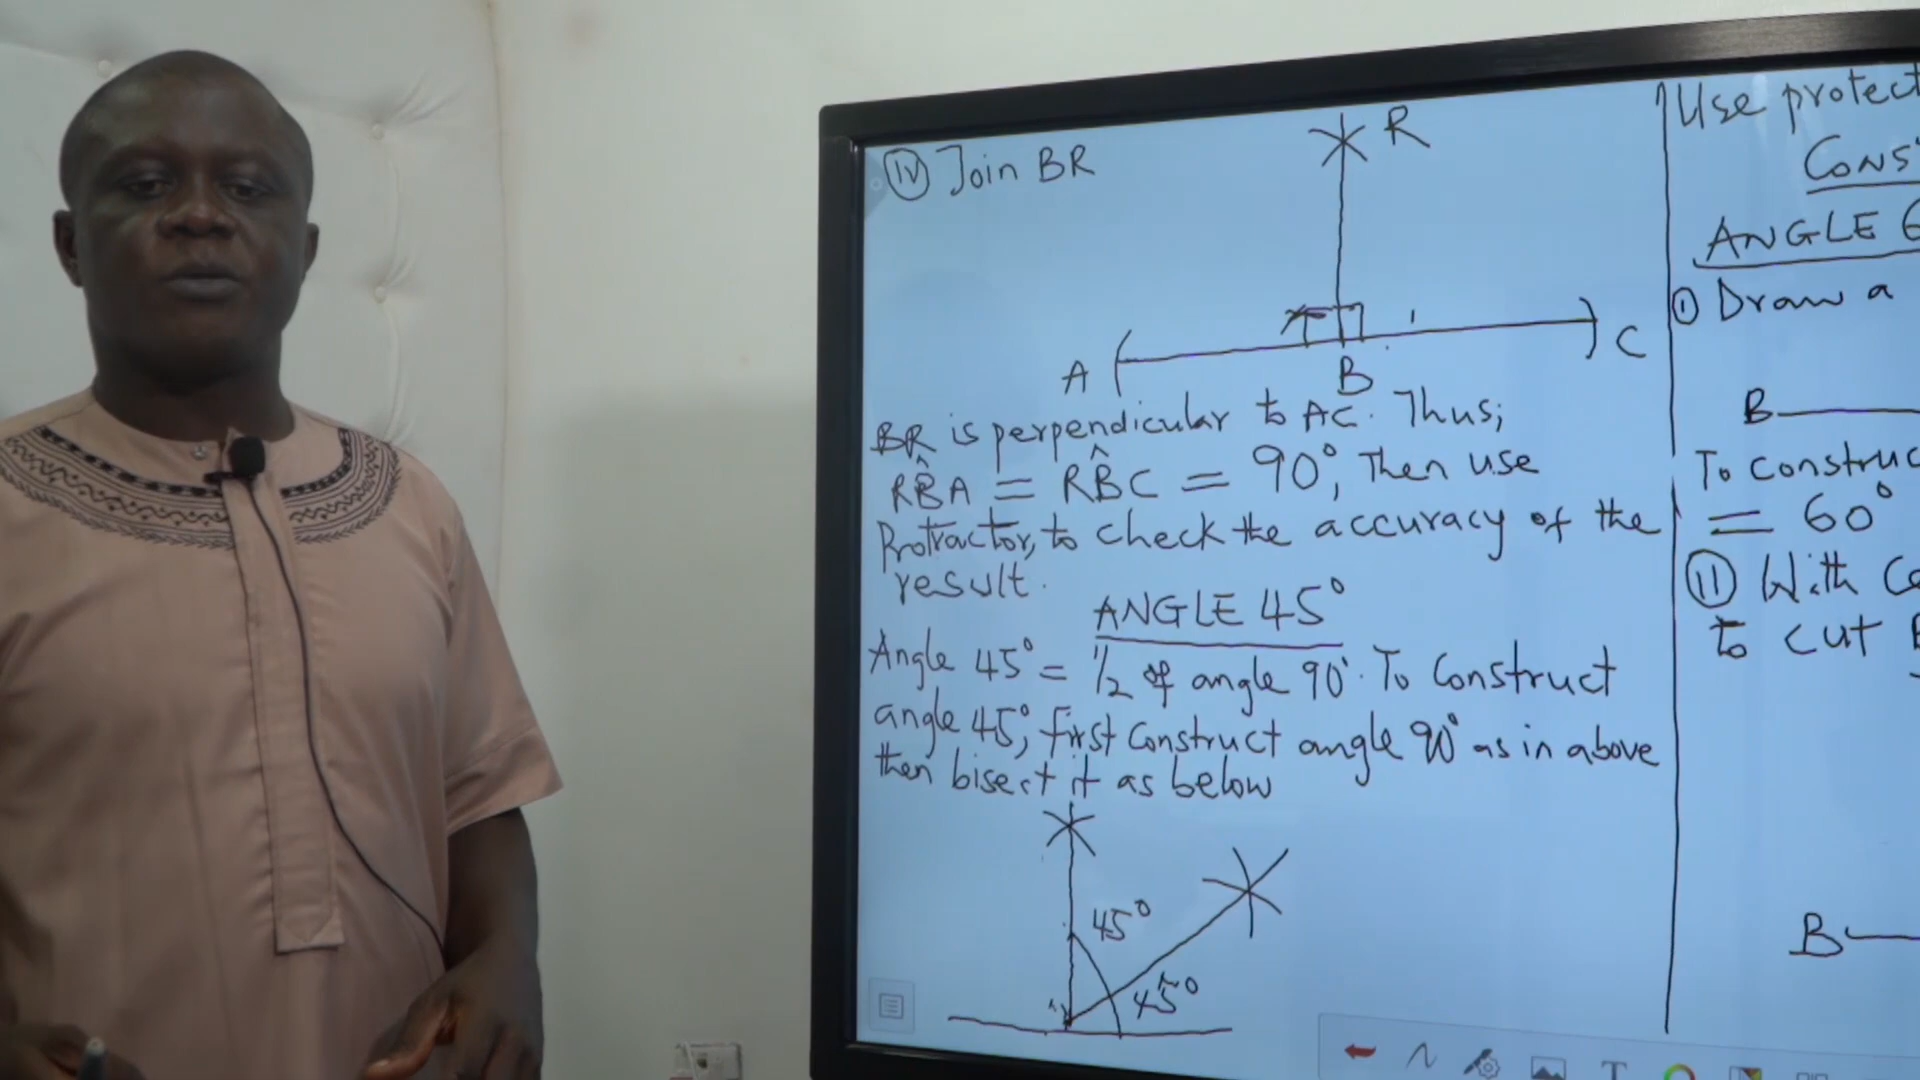 IV Join BR
R
A
B
C
BR is perpendicular to AC. Thus;
RB̂A = RB̂C = 90°, Then use
Protractor, to check the accuracy of the
result.
ANGLE 45°
Angle 45° = 1/2 of angle 90°. To Construct
angle 45°, first construct angle 90° as in above
then bisect it as below
45°
45°
Use protect
CONS
ANGLE 6
I Draw a
B
To construc
= 60°
II With Ce
to cut B
B